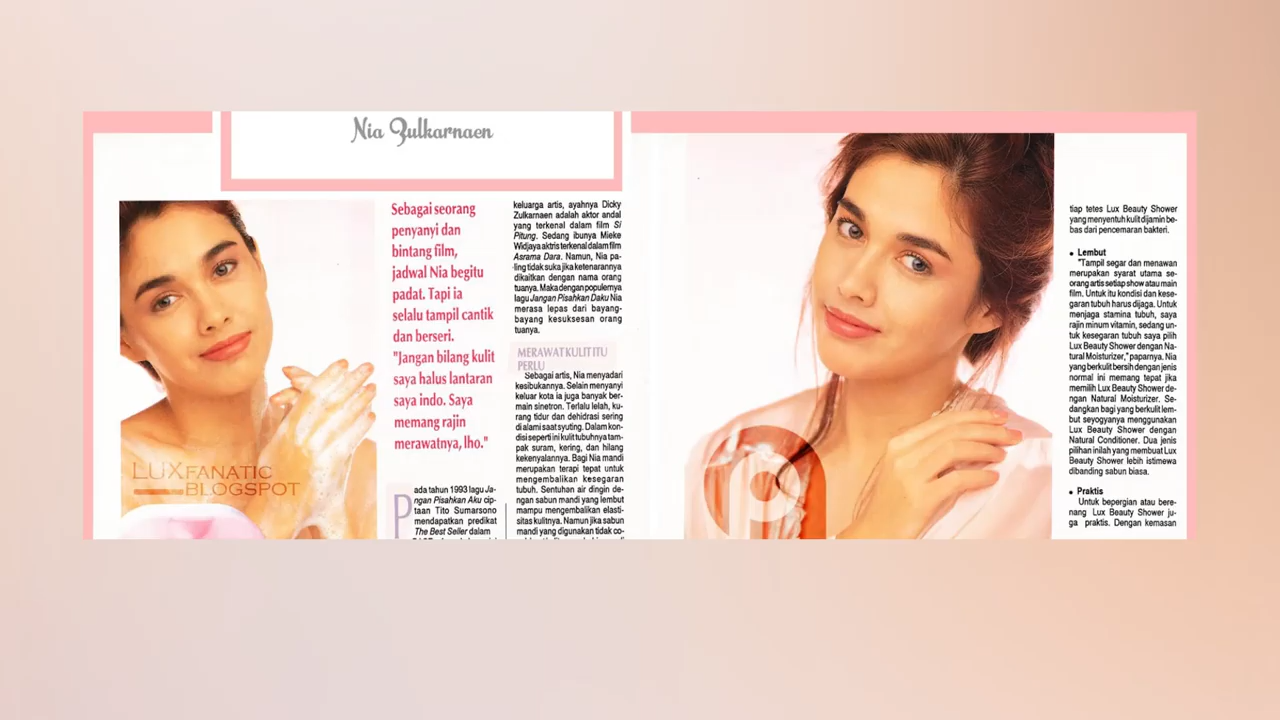 Nia Zulkarnaen
LUXFANATIC
BLOGSPOT
Sebagai seorang
penyanyi dan
bintang film,
jadwal Nia begitu
padat. Tapi ia
selalu tampil cantik
dan berseri.
"Jangan bilang kulit
saya halus lantaran
saya indo. Saya
memang rajin
merawatnya, lho."
Pada tahun 1993 lagu Ja-
ngan Pisahkan Aku cip-
taan Tito Sumarsono
mendapatkan predikat
The Best Seller dalam
keluarga artis, ayahnya Dicky
Zulkarnaen adalah aktor andal
yang terkenal dalam film Si
Pitung. Sedang ibunya Mieke
Widjaya aktris terkenal dalam film
Asrama Dara. Namun, Nia pa-
ling tidak suka jika ketenarannya
dikaitkan dengan nama orang
tuanya. Maka dengan populernya
lagu Jangan Pisahkan Daku Nia
merasa lepas dari bayang-
bayang kesuksesan orang
tuanya.
MERAWAT KULIT ITU
PERLU
Sebagai artis, Nia menyadari
kesibukannya. Selain menyanyi
keluar kota ia juga banyak ber-
main sinetron. Terlalu lelah, ku-
rang tidur dan dehidrasi sering
di alami saat syuting. Dalam kon-
disi seperti ini kulit tubuhnya tam-
pak suram, kering, dan hilang
kekenyalannya. Bagi Nia mandi
merupakan terapi tepat untuk
mengembalikan kesegaran
tubuh. Sentuhan air dingin de-
ngan sabun mandi yang lembut
mampu mengembalikan elasti-
sitas kulitnya. Namun jika sabun
mandi yang digunakan tidak co-
tiap tetes Lux Beauty Shower
yang menyentuh kulit dijamin be-
bas dari pencemaran bakteri.
• Lembut
"Tampil segar dan menawan
merupakan syarat utama se-
orang artis setiap show atau main
film. Untuk itu kondisi dan kese-
garan tubuh harus dijaga. Untuk
menjaga stamina tubuh, saya
rajin minum vitamin, sedang un-
tuk kesegaran tubuh saya pilih
Lux Beauty Shower dengan Na-
tural Moisturizer," paparnya. Nia
yang berkulit bersih dengan jenis
normal ini memang tepat jika
memilih Lux Beauty Shower de-
ngan Natural Moisturizer. Se-
dangkan bagi yang berkulit lem-
but seyogyanya menggunakan
Lux Beauty Shower dengan
Natural Conditioner. Dua jenis
pilihan inilah yang membuat Lux
Beauty Shower lebih istimewa
dibanding sabun biasa.
• Praktis
Untuk bepergian atau bere-
nang Lux Beauty Shower ju-
ga praktis. Dengan kemasan